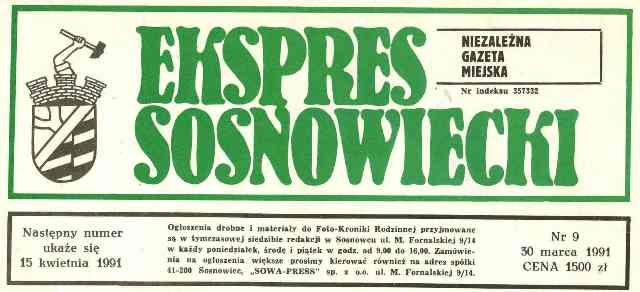 EKSPRES
SOSNOWIECKI
NIEZALEŻNA
GAZETA
MIEJSKA
Nr indeksu 357332
Następny numer
ukaże się
15 kwietnia 1991
Ogłoszenia drobne i materiały do Foto-Kroniki Rodzinnej przyjmowane
są w tymczasowej siedzibie redakcji w Sosnowcu ul. M. Fornalskiej 9/14
w każdy poniedziałek, środę i piątek w godz. od 9.00 do 16.00. Zamówie-
nia na ogłoszenia większe prosimy kierować również na adres spółki
41-200 Sosnowiec, „SOWA-PRESS" sp. z o.o. ul. M. Fornalskiej 9/14.
Nr 9
30 marca 1991
CENA 1500 zł